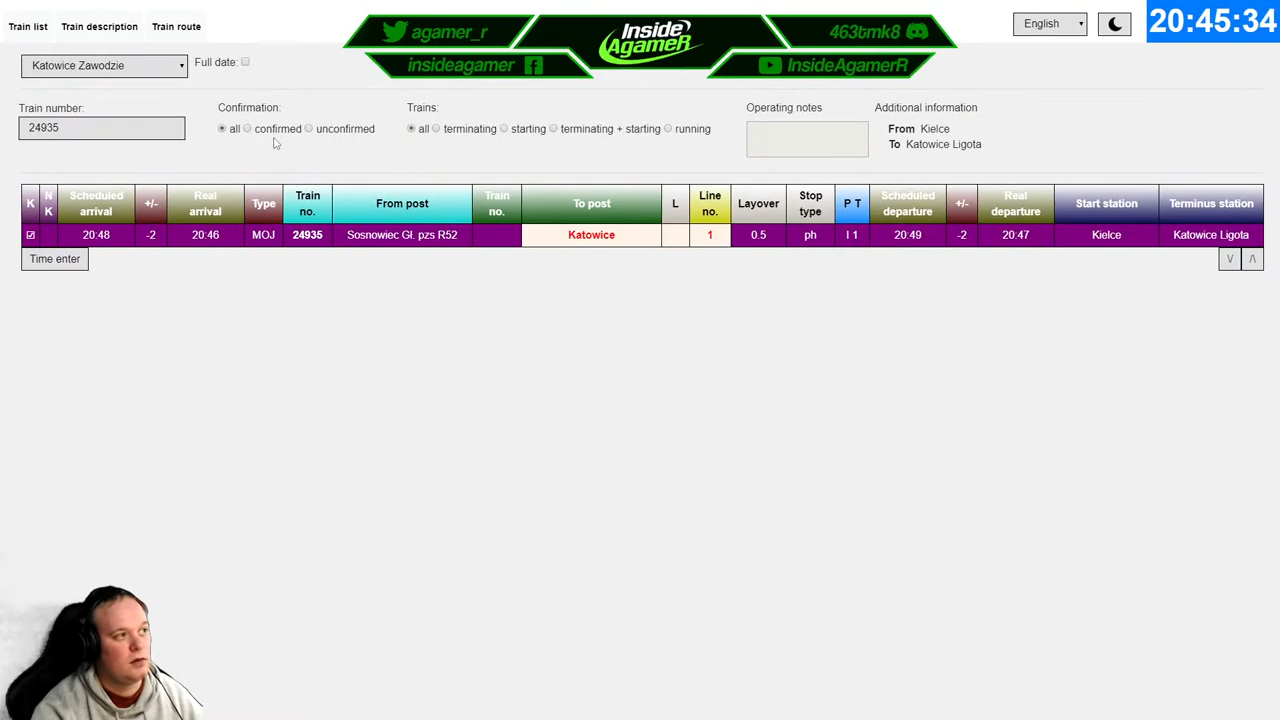 Train list Train description Train route
agamer_r
Inside AgameR
463tmk8
English
20:45:34
Katowice Zawodzie Full date:
insideagamer
InsideAgamerR
Train number: Confirmation: Trains: Operating notes Additional information
24935 all confirmed unconfirmed all terminating starting terminating + starting running From Kielce
To Katowice Ligota
K N K Scheduled arrival +/- Real arrival Type Train no. From post Train no. To post L Line no. Layover Stop type P T Scheduled departure +/- Real departure Start station Terminus station
20:48 -2 20:46 MOJ 24935 Sosnowiec Gł. pzs R52 Katowice 1 0.5 ph I 1 20:49 -2 20:47 Kielce Katowice Ligota
Time enter \/ /\